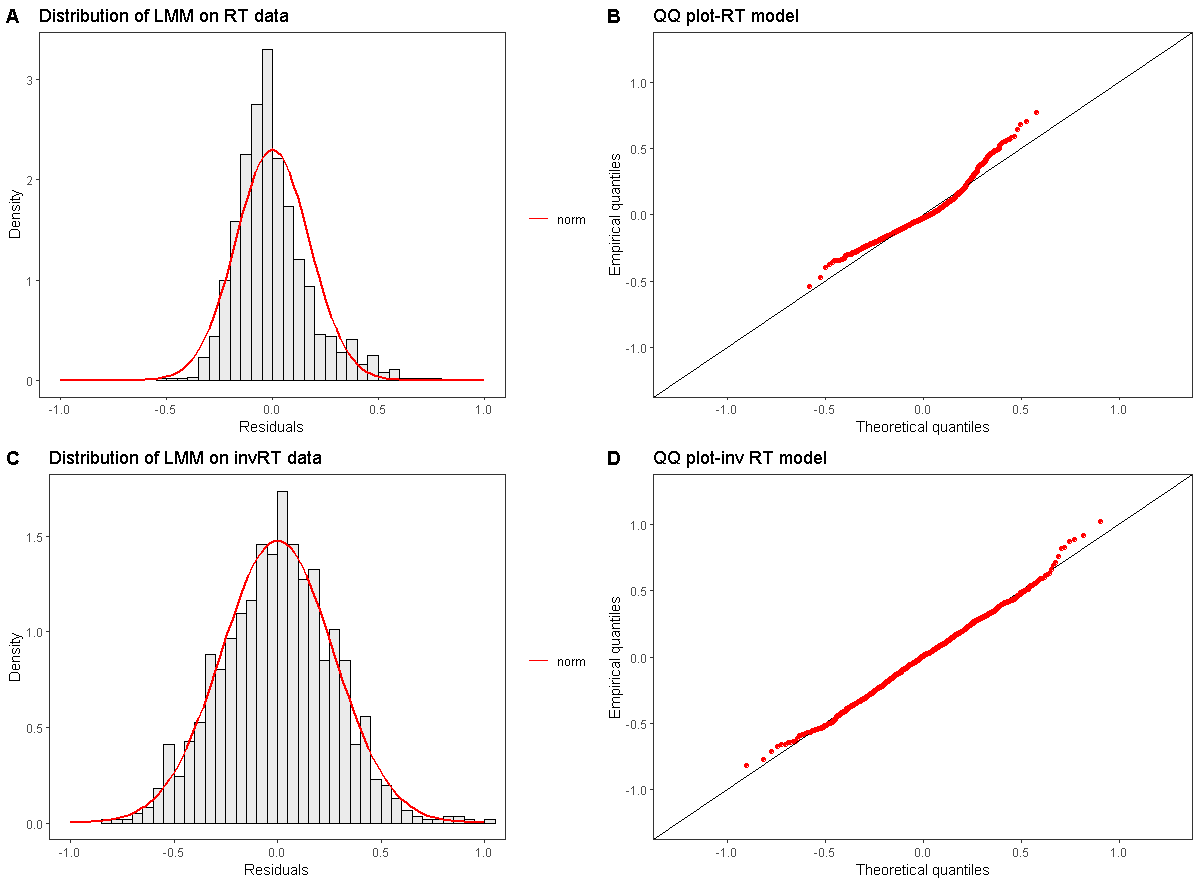 A Distribution of LMM on RT data
3
2
1
0
Density
-1.0 -0.5 0.0 0.5 1.0
Residuals
norm
B QQ plot-RT model
1.0
0.5
0.0
-0.5
-1.0
Empirical quantiles
-1.0 -0.5 0.0 0.5 1.0
Theoretical quantiles
C Distribution of LMM on invRT data
1.5
1.0
0.5
0.0
Density
-1.0 -0.5 0.0 0.5 1.0
Residuals
norm
D QQ plot-inv RT model
1.0
0.5
0.0
-0.5
-1.0
Empirical quantiles
-1.0 -0.5 0.0 0.5 1.0
Theoretical quantiles